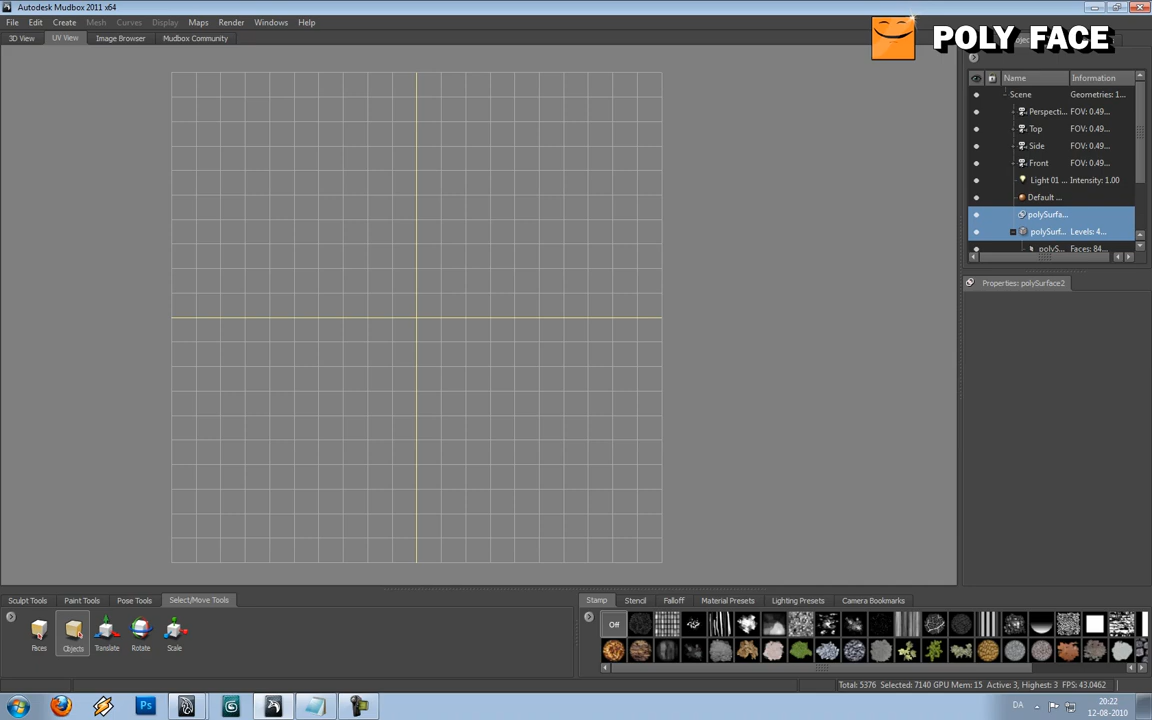 Autodesk Mudbox 2011 x64
File Edit Create Mesh Curves Display Maps Render Windows Help
3D View UV View Image Browser Mudbox Community
POLY FACE
Name Information
Scene Geometries: 1...
Perspecti... FOV: 0.49...
Top FOV: 0.49...
Side FOV: 0.49...
Front FOV: 0.49...
Light 01 ... Intensity: 1.00
Default ...
polySurfa...
polySurf... Levels: 4...
polyS... Faces: 84...
Properties: polySurface2
Sculpt Tools Paint Tools Pose Tools Select/Move Tools
Faces Objects Translate Rotate Scale
Stamp Stencil Falloff Material Presets Lighting Presets Camera Bookmarks
Off
Total: 5376 Selected: 7140 GPU Mem: 15 Active: 3, Highest: 3 FPS: 43.0462
Ps
DA
20:22
12-08-2010